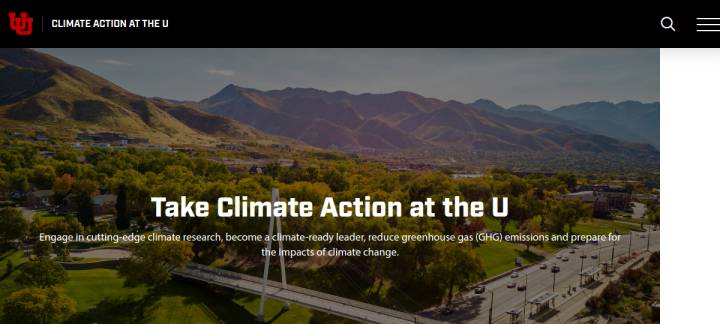 CLIMATE ACTION AT THE U
Take Climate Action at the U
Engage in cutting-edge climate research, become a climate-ready leader, reduce greenhouse gas (GHG) emissions and prepare for
the impacts of climate change.